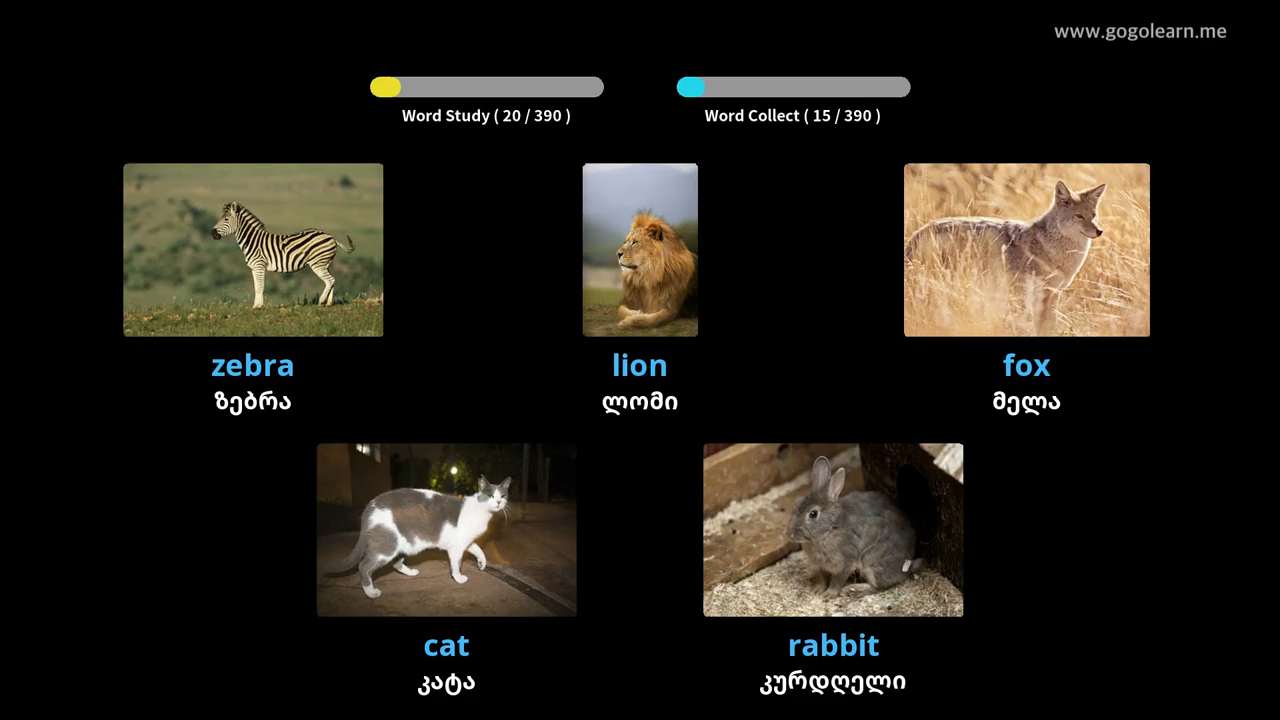 www.gogolearn.me
Word Study ( 20 / 390 )
Word Collect ( 15 / 390 )
zebra
ზებრა
lion
ლომი
fox
მელა
cat
კატა
rabbit
კურდღელი